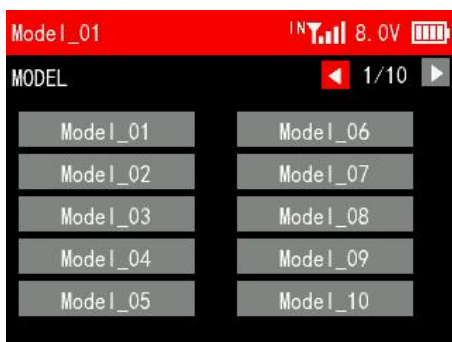 Model_01 IN 8.0V
MODEL 1/10
Model_01 Model_06
Model_02 Model_07
Model_03 Model_08
Model_04 Model_09
Model_05 Model_10